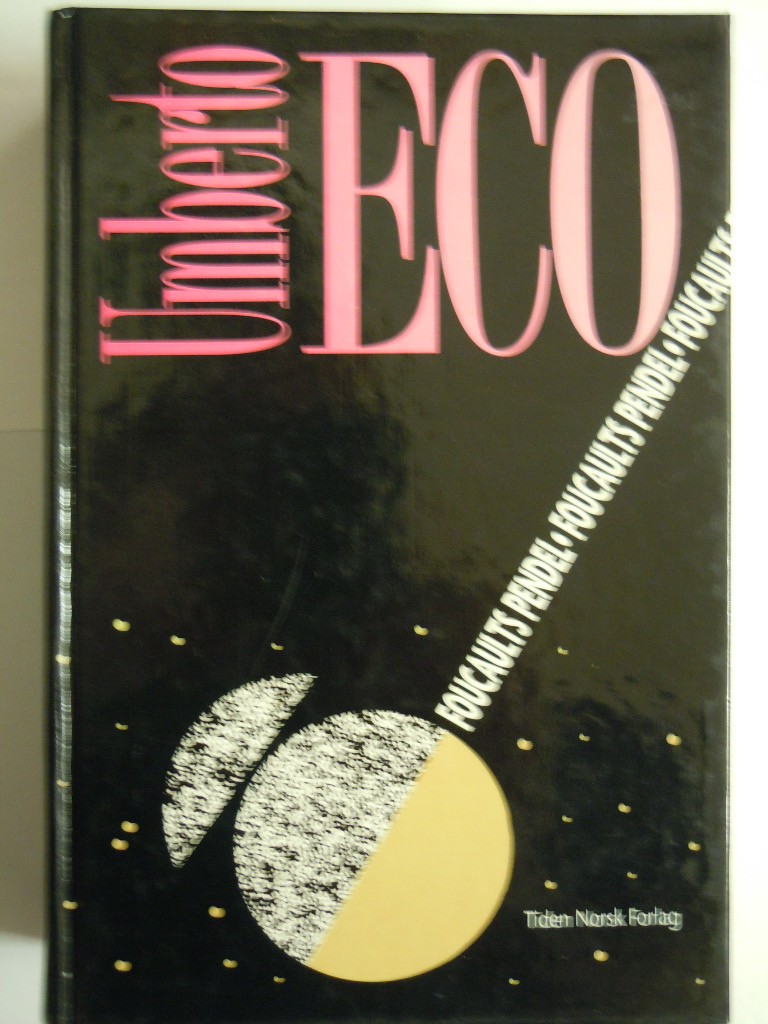 Umberto
ECO
FOUCAULTS PENDEL • FOUCAULTS PENDEL • FOUCAULTS
Tiden Norsk Forlag